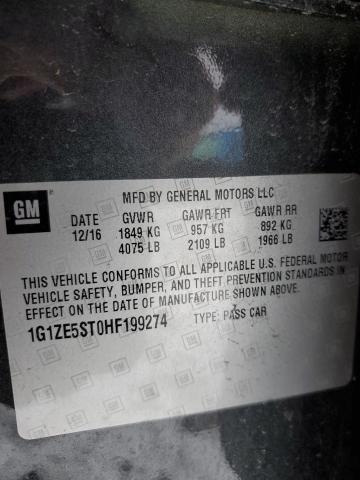 MFD BY GENERAL MOTORS LLC
GM
DATE GVWR GAWR FRT GAWR RR
12/16 1849 KG 957 KG 892 KG
4075 LB 2109 LB 1966 LB
THIS VEHICLE CONFORMS TO ALL APPLICABLE U.S. FEDERAL
VEHICLE SAFETY, BUMPER, AND THEFT PREVENTION STANDARDS IN
EFFECT ON THE DATE OF MANUFACTURE SHOWN ABOVE.
1G1ZE5ST0HF199274 TYPE: PASS CAR